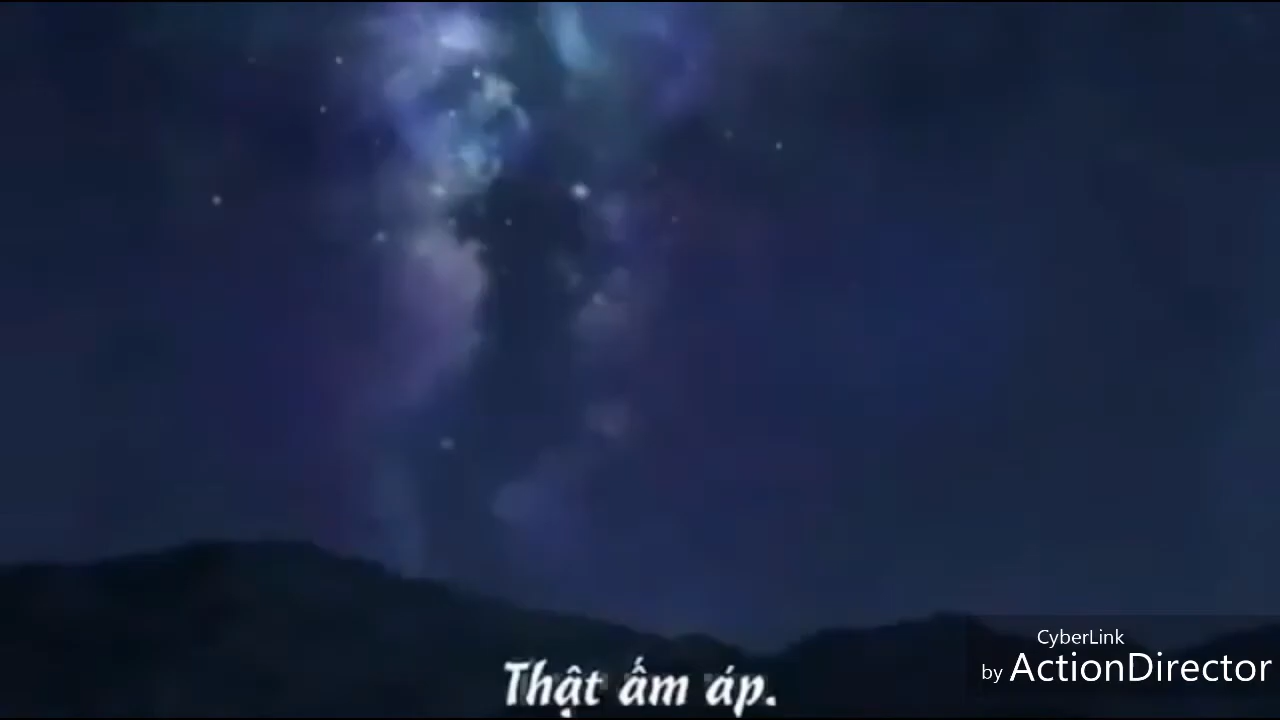 Thật ấm áp.
CyberLink
by ActionDirector